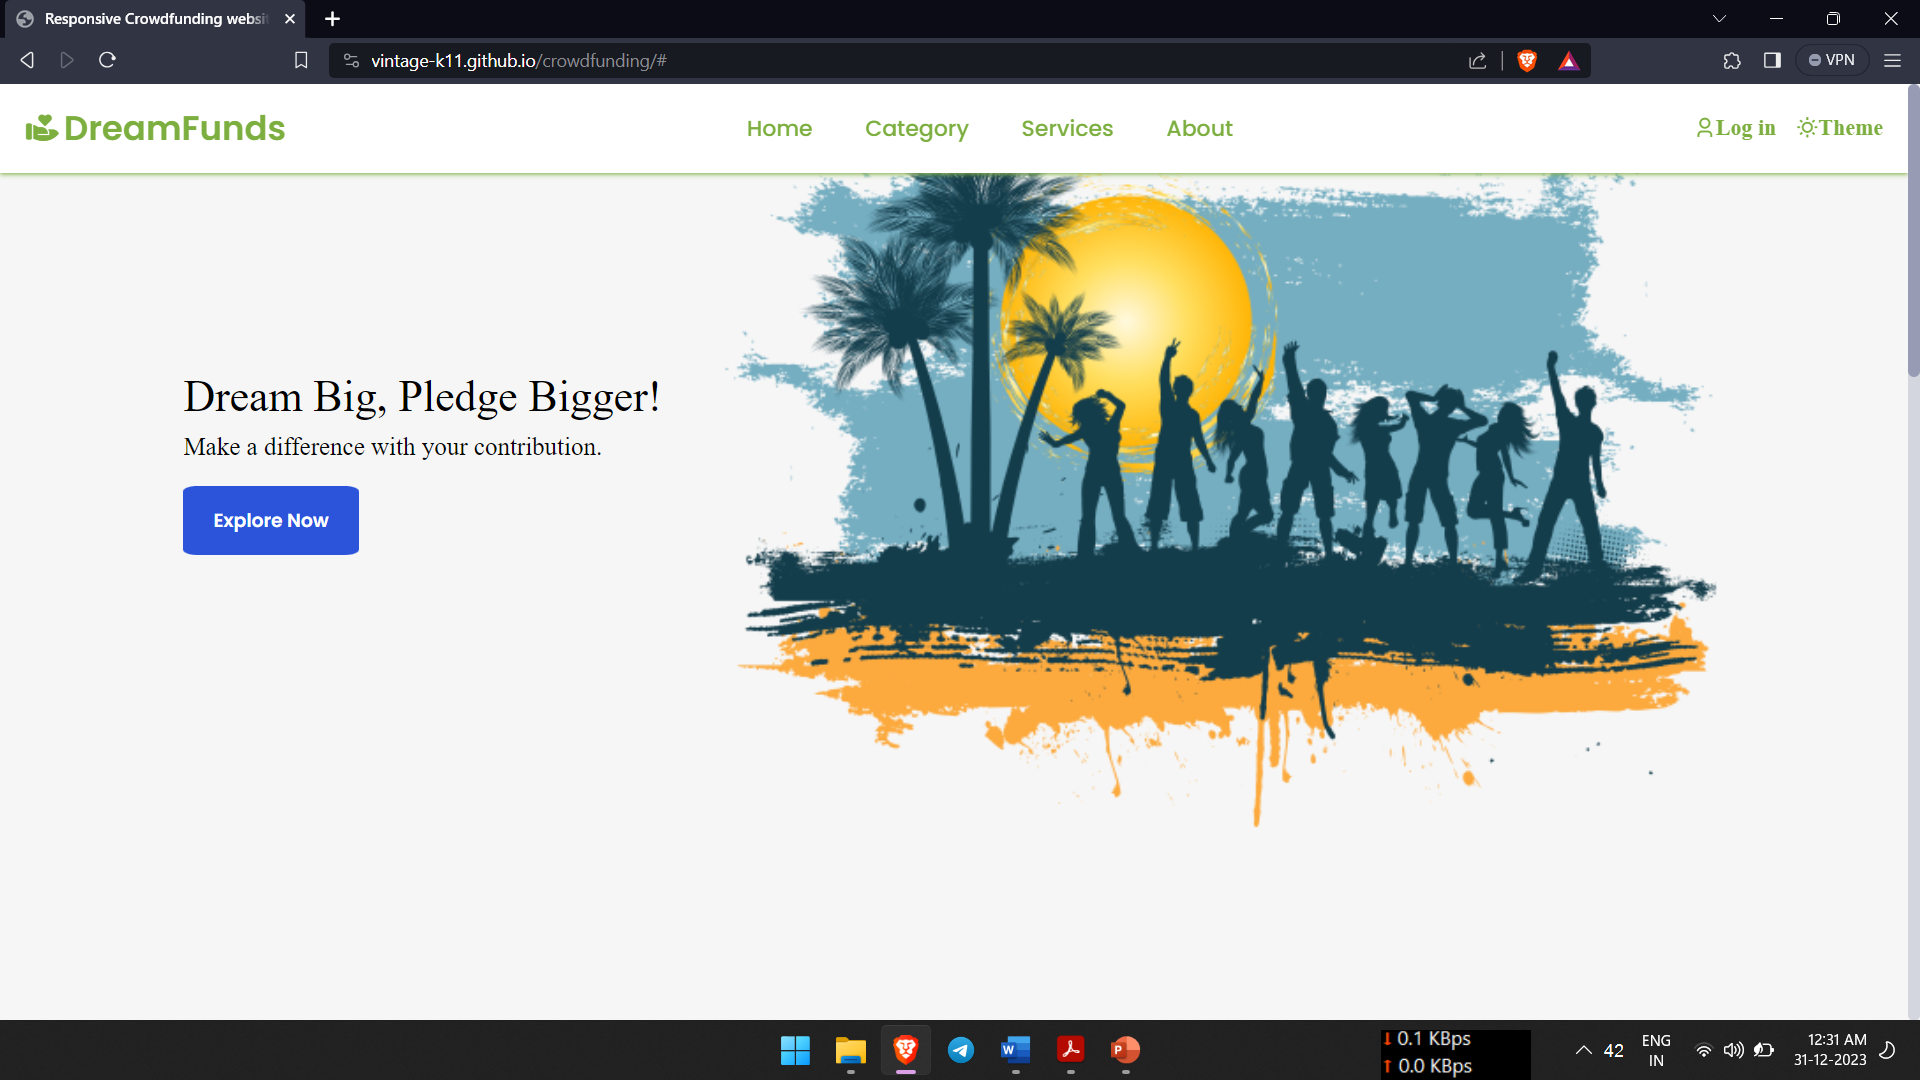 Responsive Crowdfunding websi
vintage-k11.github.io/crowdfunding/#
VPN
DreamFunds
Home
Category
Services
About
Log in
Theme
Dream Big, Pledge Bigger!
Make a difference with your contribution.
Explore Now
0.1 KBps
0.0 KBps
42
ENG
IN
12:31 AM
31-12-2023